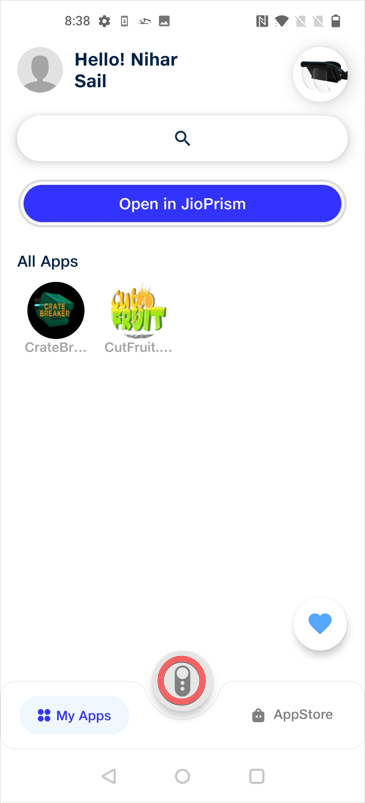 8:38
Hello! Nihar
Sail
Open in JioPrism
All Apps
CRATE
BREAKER
CUT
FRUIT
CrateBr...
CutFruit....
My Apps
AppStore